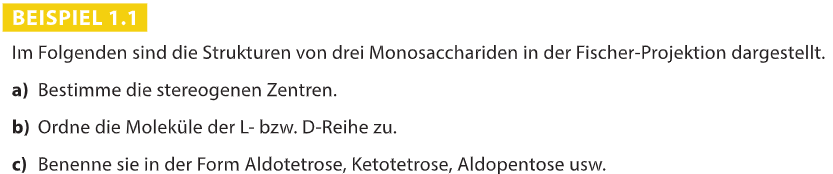 BEISPIEL 1.1
Im Folgenden sind die Strukturen von drei Monosacchariden in der Fischer-Projektion dargestellt.
a) Bestimme die stereogenen Zentren.
b) Ordne die Moleküle der L- bzw. D-Reihe zu.
c) Benenne sie in der Form Aldotetrose, Ketotetrose, Aldopentose usw.